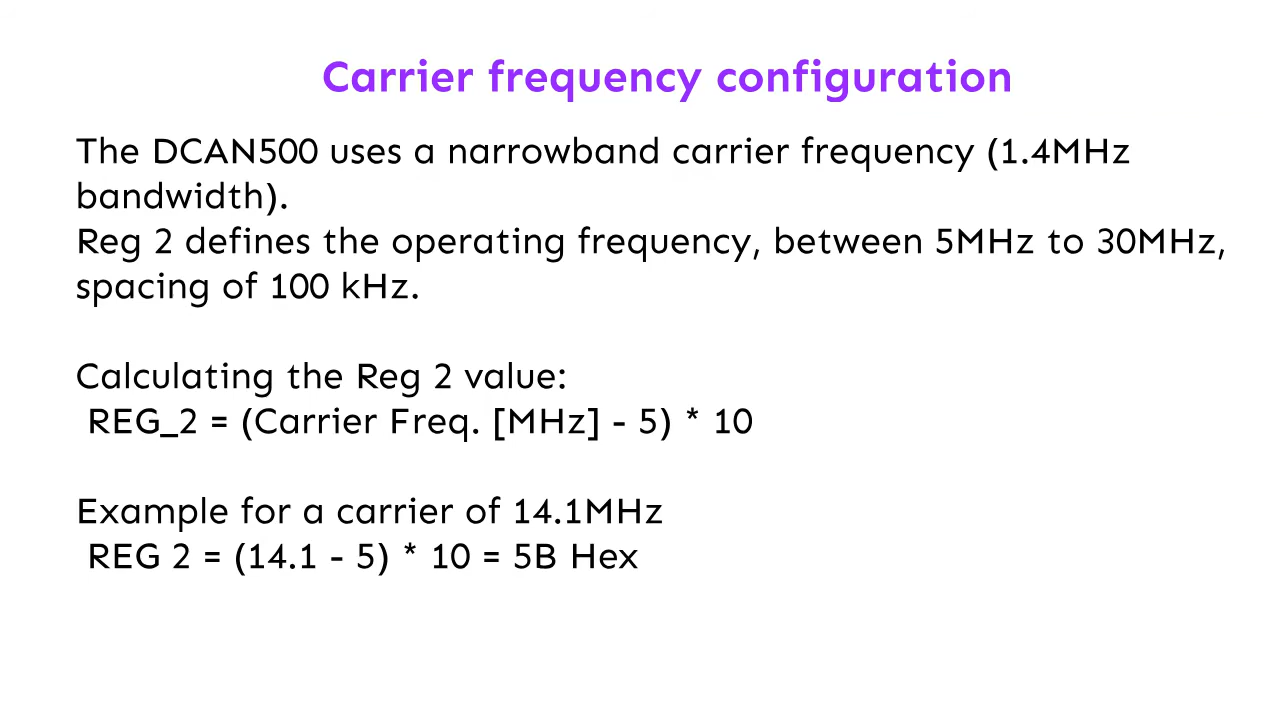 Carrier frequency configuration
The DCAN500 uses a narrowband carrier frequency (1.4MHz
bandwidth).
Reg 2 defines the operating frequency, between 5MHz to 30MHz,
spacing of 100 kHz.
Calculating the Reg 2 value:
REG_2 = (Carrier Freq. [MHz] - 5) * 10
Example for a carrier of 14.1MHz
REG 2 = (14.1 - 5) * 10 = 5B Hex